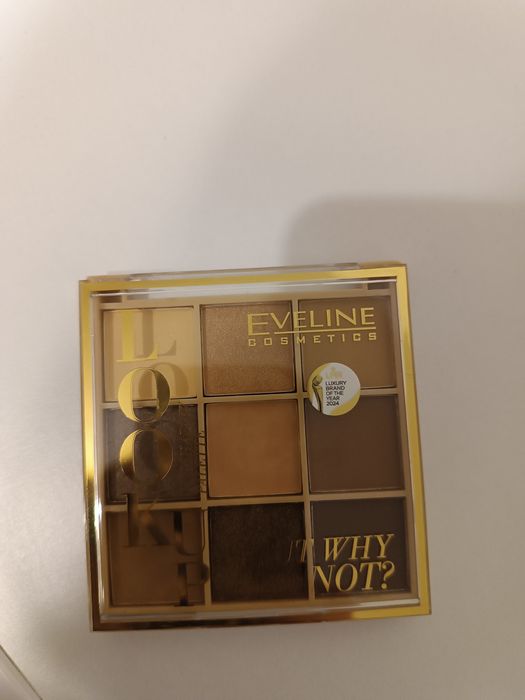 LOOK
UP
EVELINE
COSMETICS
LUXURY
BRAND
OF THE
YEAR
2024
WHY
NOT?